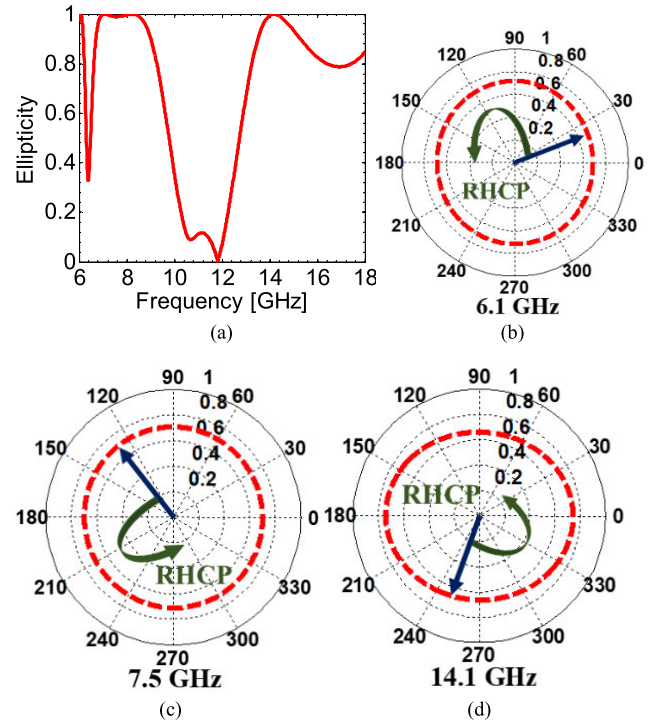 1
0.8
0.6
0.4
0.2
0
Ellipticity
6 8 10 12 14 16 18
Frequency [GHz]
(a)
90 1
120 0.8 60
0.6
150 0.4 30
0.2
180 0
RHCP
210 330
240 300
270
6.1 GHz
(b)
90 1
120 0.8 60
0.6
150 0.4 30
0.2
180 0
RHCP
210 330
240 300
270
7.5 GHz
(c)
90 1
120 0.8 60
0.6
150 0.4 30
0.2
RHCP
180 0
210 330
240 300
270
14.1 GHz
(d)